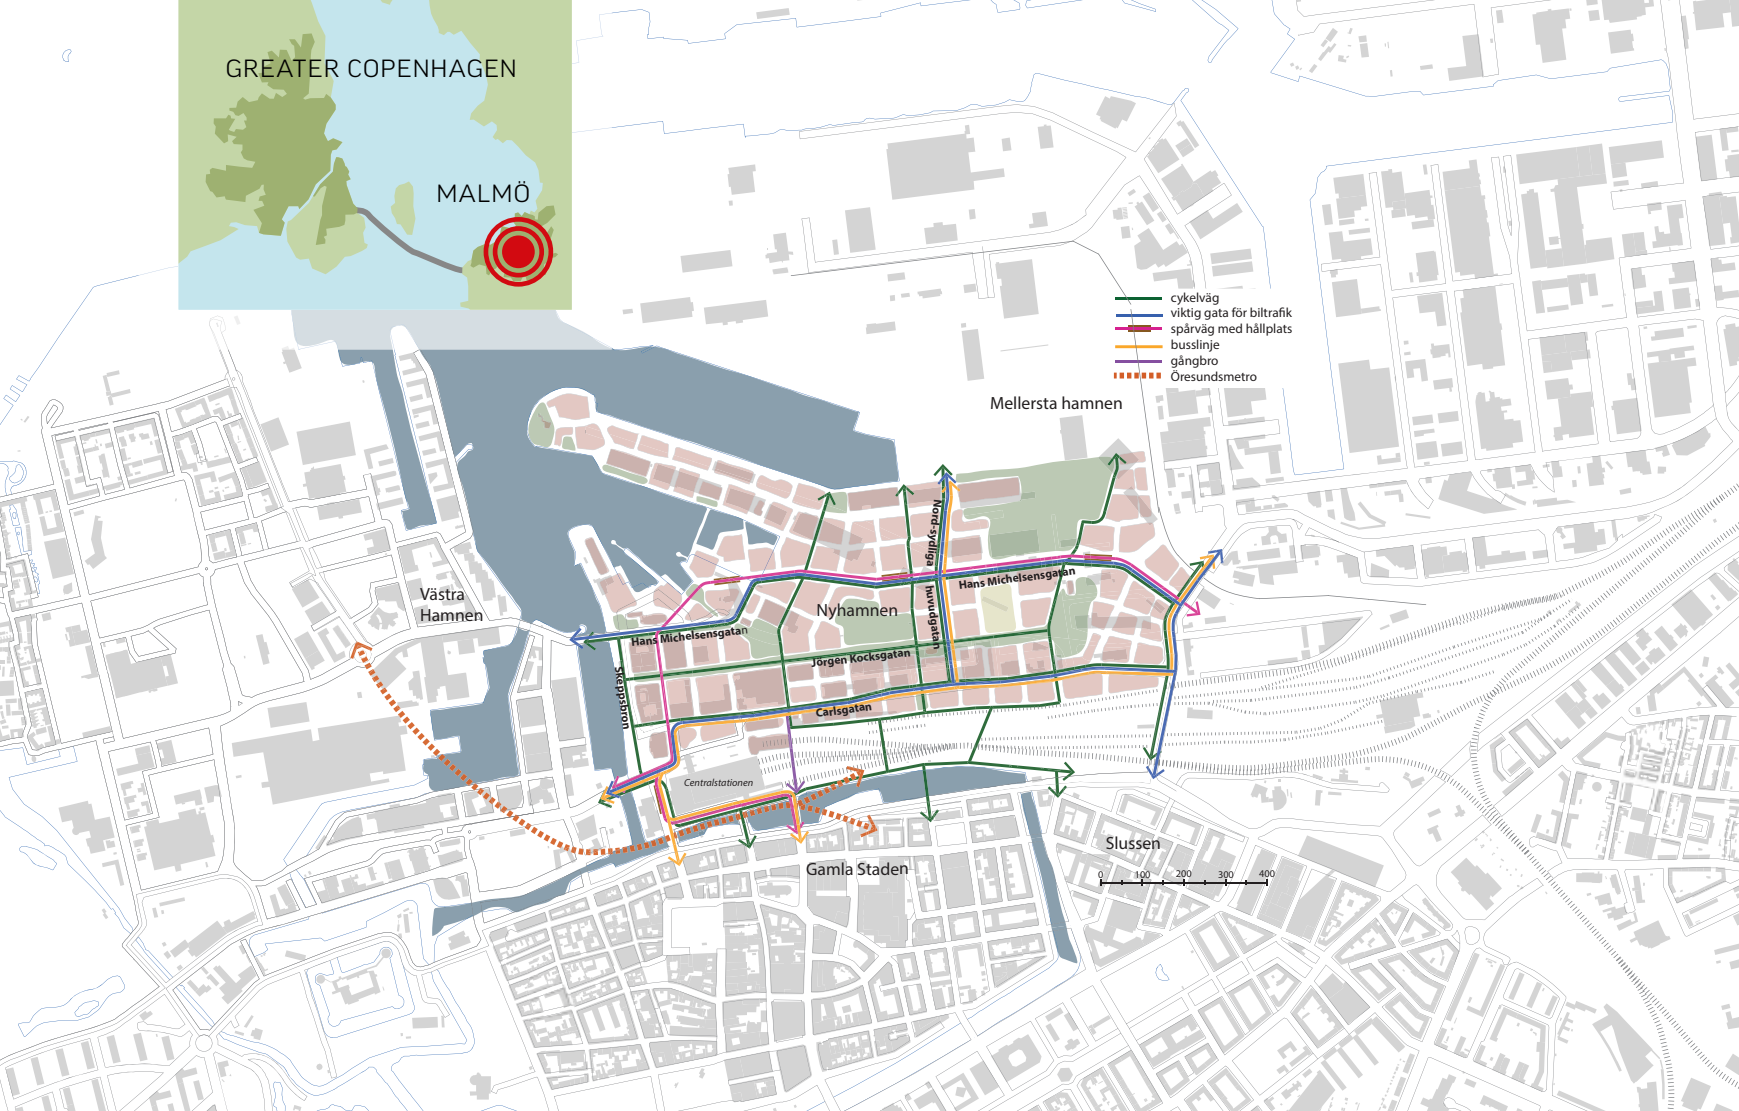 GREATER COPENHAGEN
MALMÖ
cykelväg
viktig gata för biltrafik
spårväg med hållplats
busslinje
gångbro
Öresundsmetro
Mellersta hamnen
Västra
Hamnen
Nyhamnen
Nord-sydliga huvudgatan
Hans Michelsensgatan
Hans Michelsensgatan
Jörgen Kocksgatan
Skeppsbron
Carlsgatan
Centralstationen
Slussen
Gamla Staden
0 100 200 300 400